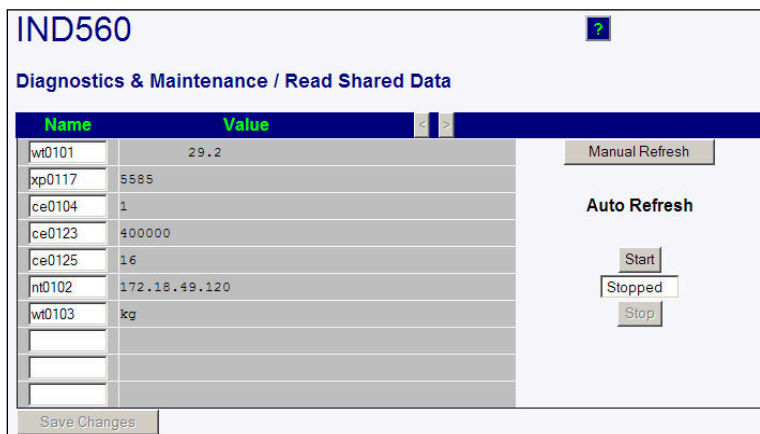 IND560 ?
Diagnostics & Maintenance / Read Shared Data
Name Value < >
wt0101 29.2 Manual Refresh
xp0117 5585
ce0104 1 Auto Refresh
ce0123 400000
ce0125 16 Start
nt0102 172.18.49.120 Stopped
wt0103 kg Stop
Save Changes